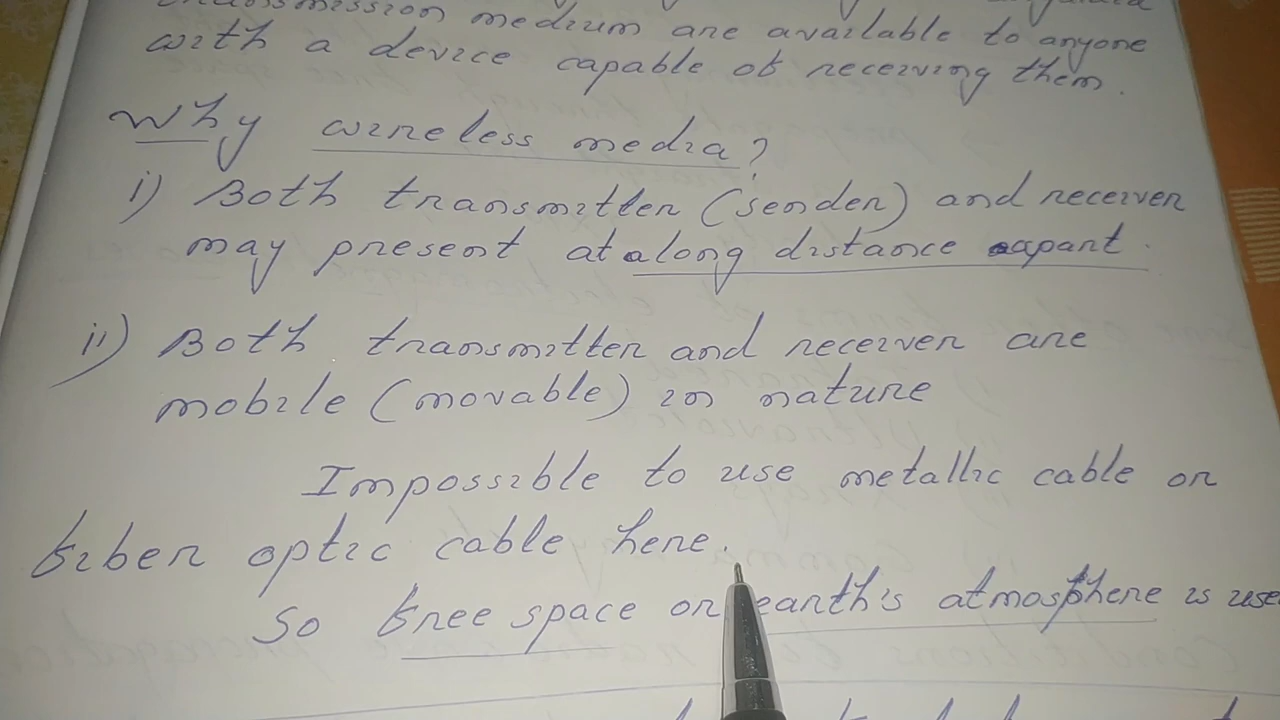 transmission medium are available to anyone
with a device capable of receiving them.
Why wireless media?
i) Both transmitter (sender) and receiver
may present at along distance apart.
ii) Both transmitter and receiver are
mobile (movable) in nature
Impossible to use metallic cable or
fiber optic cable here.
So free space or earth's atmosphere is use